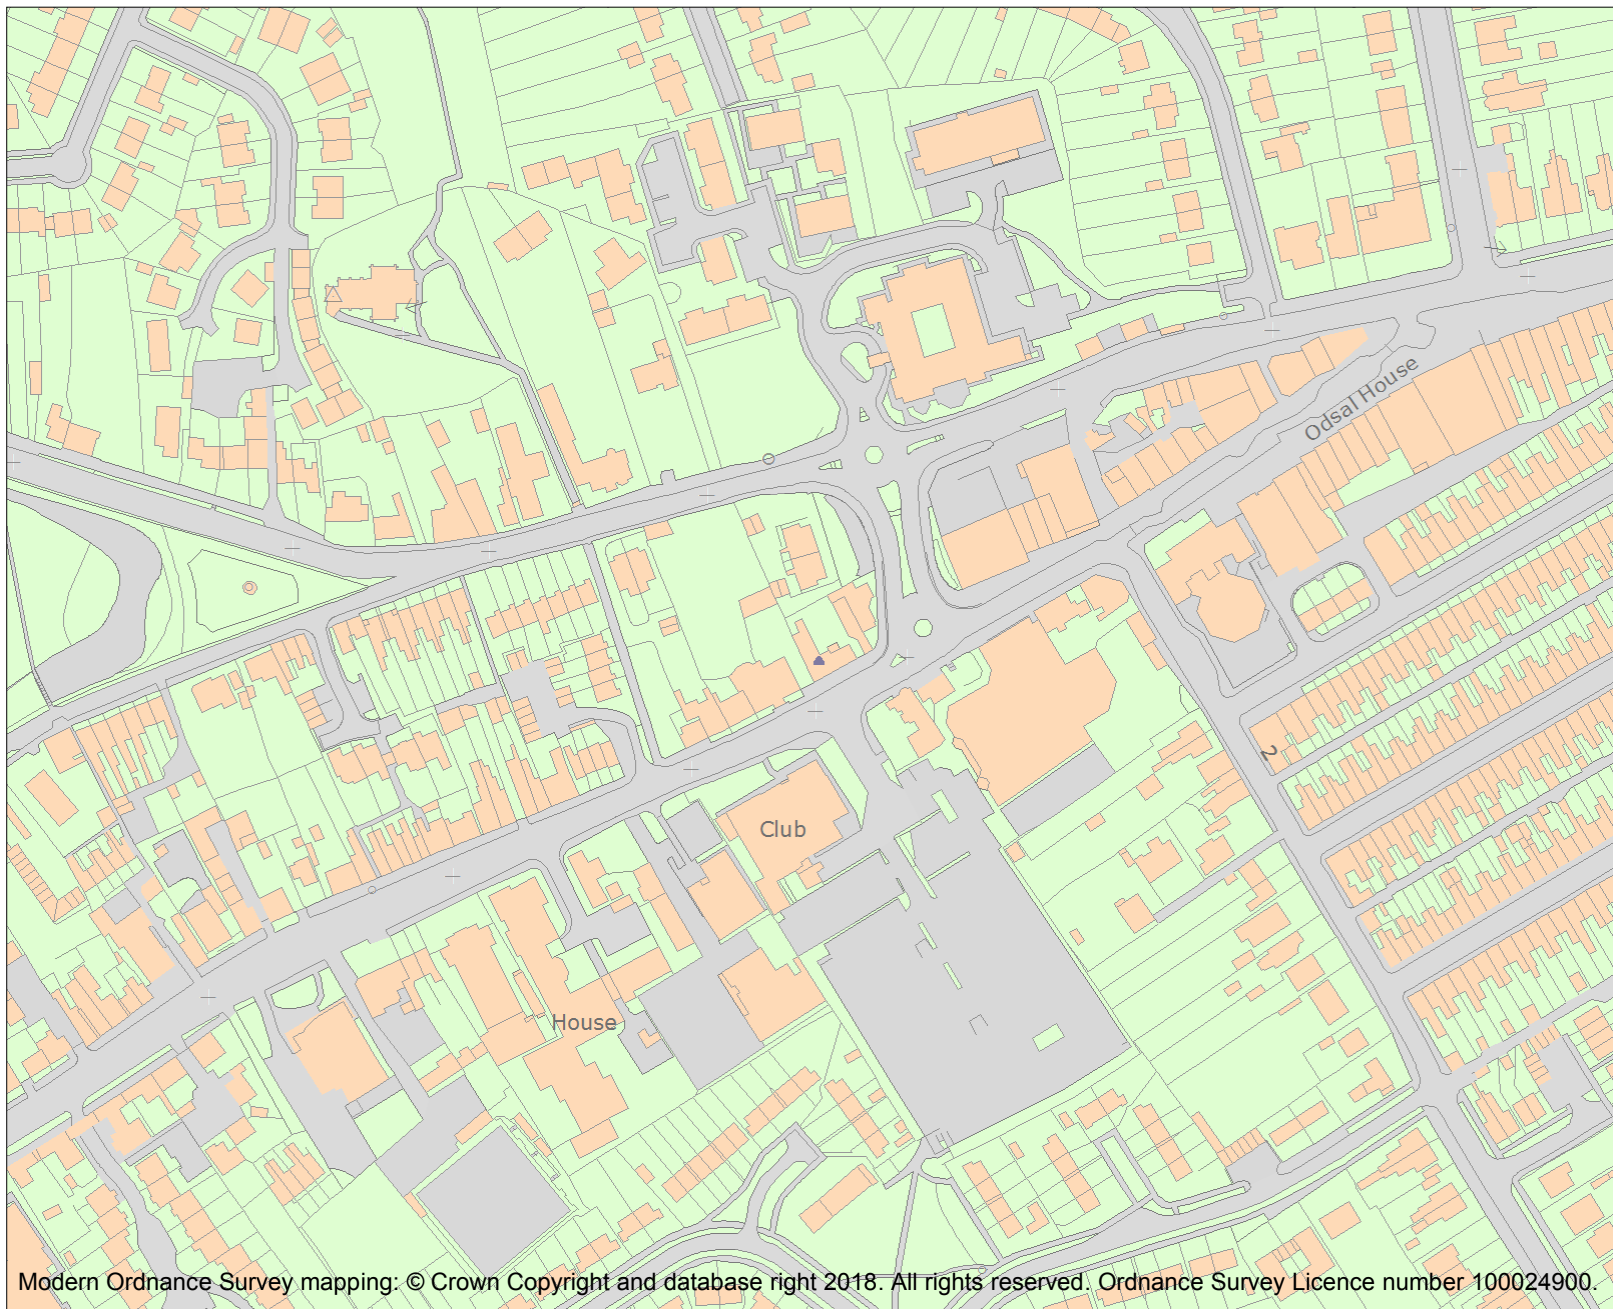 Odsal House
2
Club
House
Modern Ordnance Survey mapping: © Crown Copyright and database right 2018. All rights reserved. Ordnance Survey Licence number 100024900.